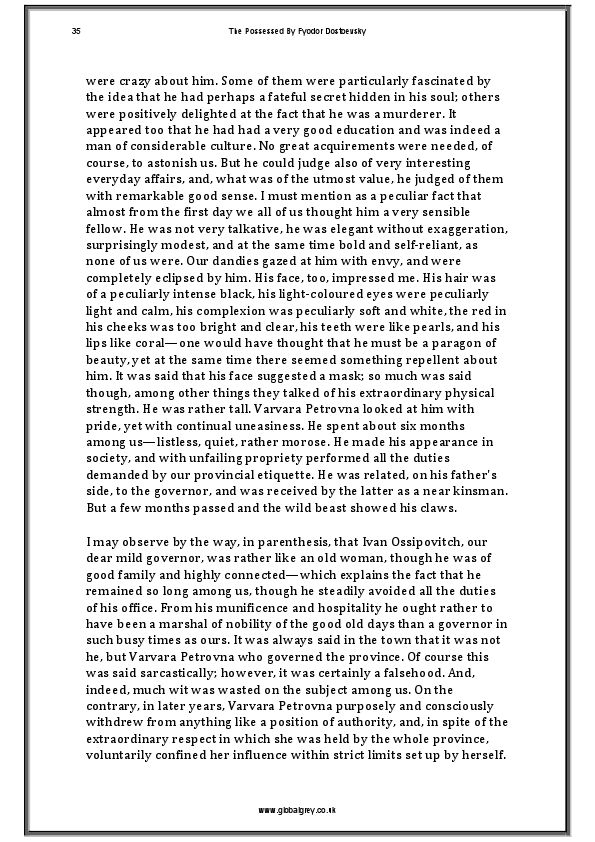 35 The Possessed By Fyodor Dostoevsky
were crazy about him. Some of them were particularly fascinated by
the idea that he had perhaps a fateful secret hidden in his soul; others
were positively delighted at the fact that he was a murderer. It
appeared too that he had had a very good education and was indeed a
man of considerable culture. No great acquirements were needed, of
course, to astonish us. But he could judge also of very interesting
everyday affairs, and, what was of the utmost value, he judged of them
with remarkable good sense. I must mention as a peculiar fact that
almost from the first day we all of us thought him a very sensible
fellow. He was not very talkative, he was elegant without exaggeration,
surprisingly modest, and at the same time bold and self-reliant, as
none of us were. Our dandies gazed at him with envy, and were
completely eclipsed by him. His face, too, impressed me. His hair was
of a peculiarly intense black, his light-coloured eyes were peculiarly
light and calm, his complexion was peculiarly soft and white, the red in
his cheeks was too bright and clear, his teeth were like pearls, and his
lips like coral—one would have thought that he must be a paragon of
beauty, yet at the same time there seemed something repellent about
him. It was said that his face suggested a mask; so much was said
though, among other things they talked of his extraordinary physical
strength. He was rather tall. Varvara Petrovna looked at him with
pride, yet with continual uneasiness. He spent about six months
among us—listless, quiet, rather morose. He made his appearance in
society, and with unfailing propriety performed all the duties
demanded by our provincial etiquette. He was related, on his father's
side, to the governor, and was received by the latter as a near kinsman.
But a few months passed and the wild beast showed his claws.
I may observe by the way, in parenthesis, that Ivan Ossipovitch, our
dear mild governor, was rather like an old woman, though he was of
good family and highly connected—which explains the fact that he
remained so long among us, though he steadily avoided all the duties
of his office. From his munificence and hospitality he ought rather to
have been a marshal of nobility of the good old days than a governor in
such busy times as ours. It was always said in the town that it was not
he, but Varvara Petrovna who governed the province. Of course this
was said sarcastically; however, it was certainly a falsehood. And,
indeed, much wit was wasted on the subject among us. On the
contrary, in later years, Varvara Petrovna purposely and consciously
withdrew from anything like a position of authority, and, in spite of the
extraordinary respect in which she was held by the whole province,
voluntarily confined her influence within strict limits set up by herself.
www.globalgrey.co.uk